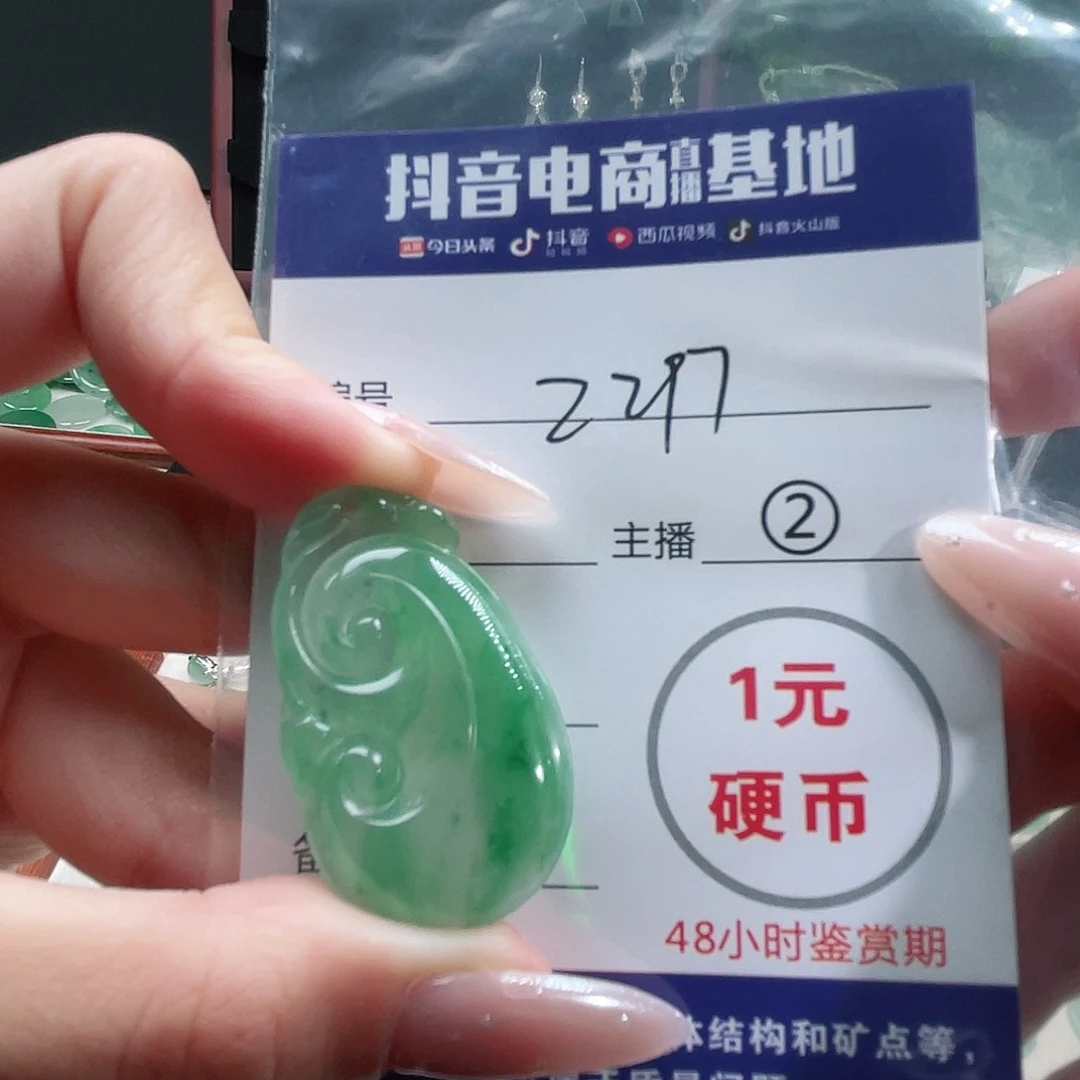 抖音电商直播基地
今日头条 抖音 西瓜视频 抖音火山版
编号 2297
主播 ②
1元
硬币
48小时鉴赏期
体结构和矿点等，